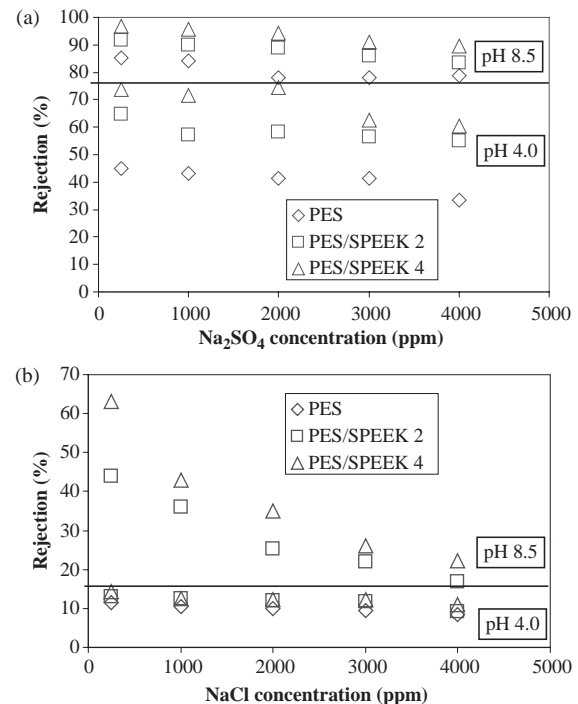 (a)
100
90
80
70
60
50
40
30
20
10
0
Rejection (%)
pH 8.5
pH 4.0
PES
PES/SPEEK 2
PES/SPEEK 4
0 1000 2000 3000 4000 5000
Na₂SO₄ concentration (ppm)
(b)
70
60
50
40
30
20
10
0
Rejection (%)
PES
PES/SPEEK 2
PES/SPEEK 4
pH 8.5
pH 4.0
0 1000 2000 3000 4000 5000
NaCl concentration (ppm)